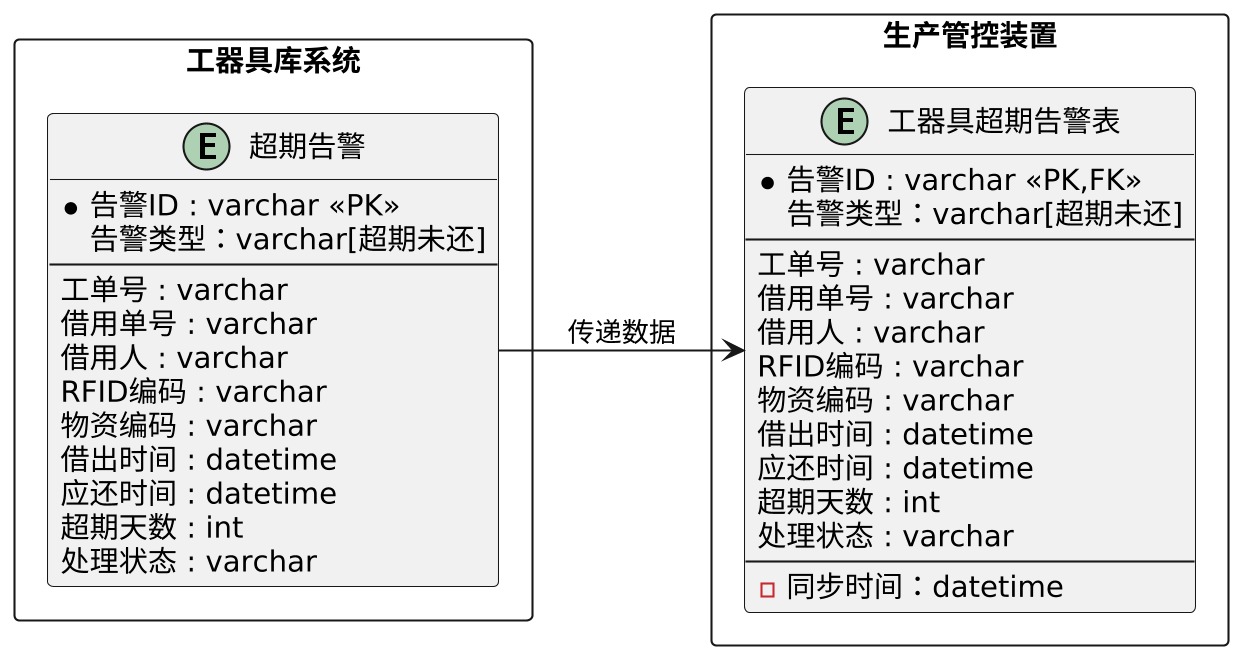 工器具库系统
E 超期告警
告警ID : varchar «PK»
告警类型：varchar[超期未还]
工单号 : varchar
借用单号 : varchar
借用人 : varchar
RFID编码 : varchar
物资编码 : varchar
借出时间 : datetime
应还时间 : datetime
超期天数 : int
处理状态 : varchar
传递数据
生产管控装置
E 工器具超期告警表
告警ID : varchar «PK,FK»
告警类型：varchar[超期未还]
工单号 : varchar
借用单号 : varchar
借用人 : varchar
RFID编码 : varchar
物资编码 : varchar
借出时间 : datetime
应还时间 : datetime
超期天数 : int
处理状态 : varchar
同步时间：datetime